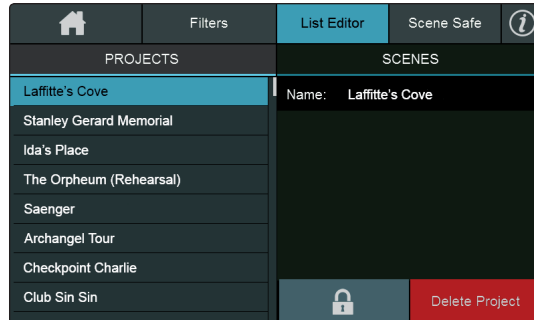 Filters
List Editor
Scene Safe
i
PROJECTS
SCENES
Laffitte's Cove
Stanley Gerard Memorial
Ida's Place
The Orpheum (Rehearsal)
Saenger
Archangel Tour
Checkpoint Charlie
Club Sin Sin
Name: Laffitte's Cove
Delete Project